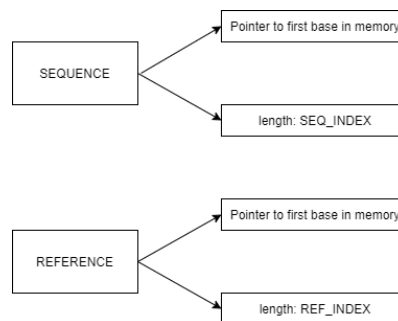 Pointer to first base in memory
SEQUENCE
length: SEQ_INDEX
Pointer to first base in memory
REFERENCE
length: REF_INDEX